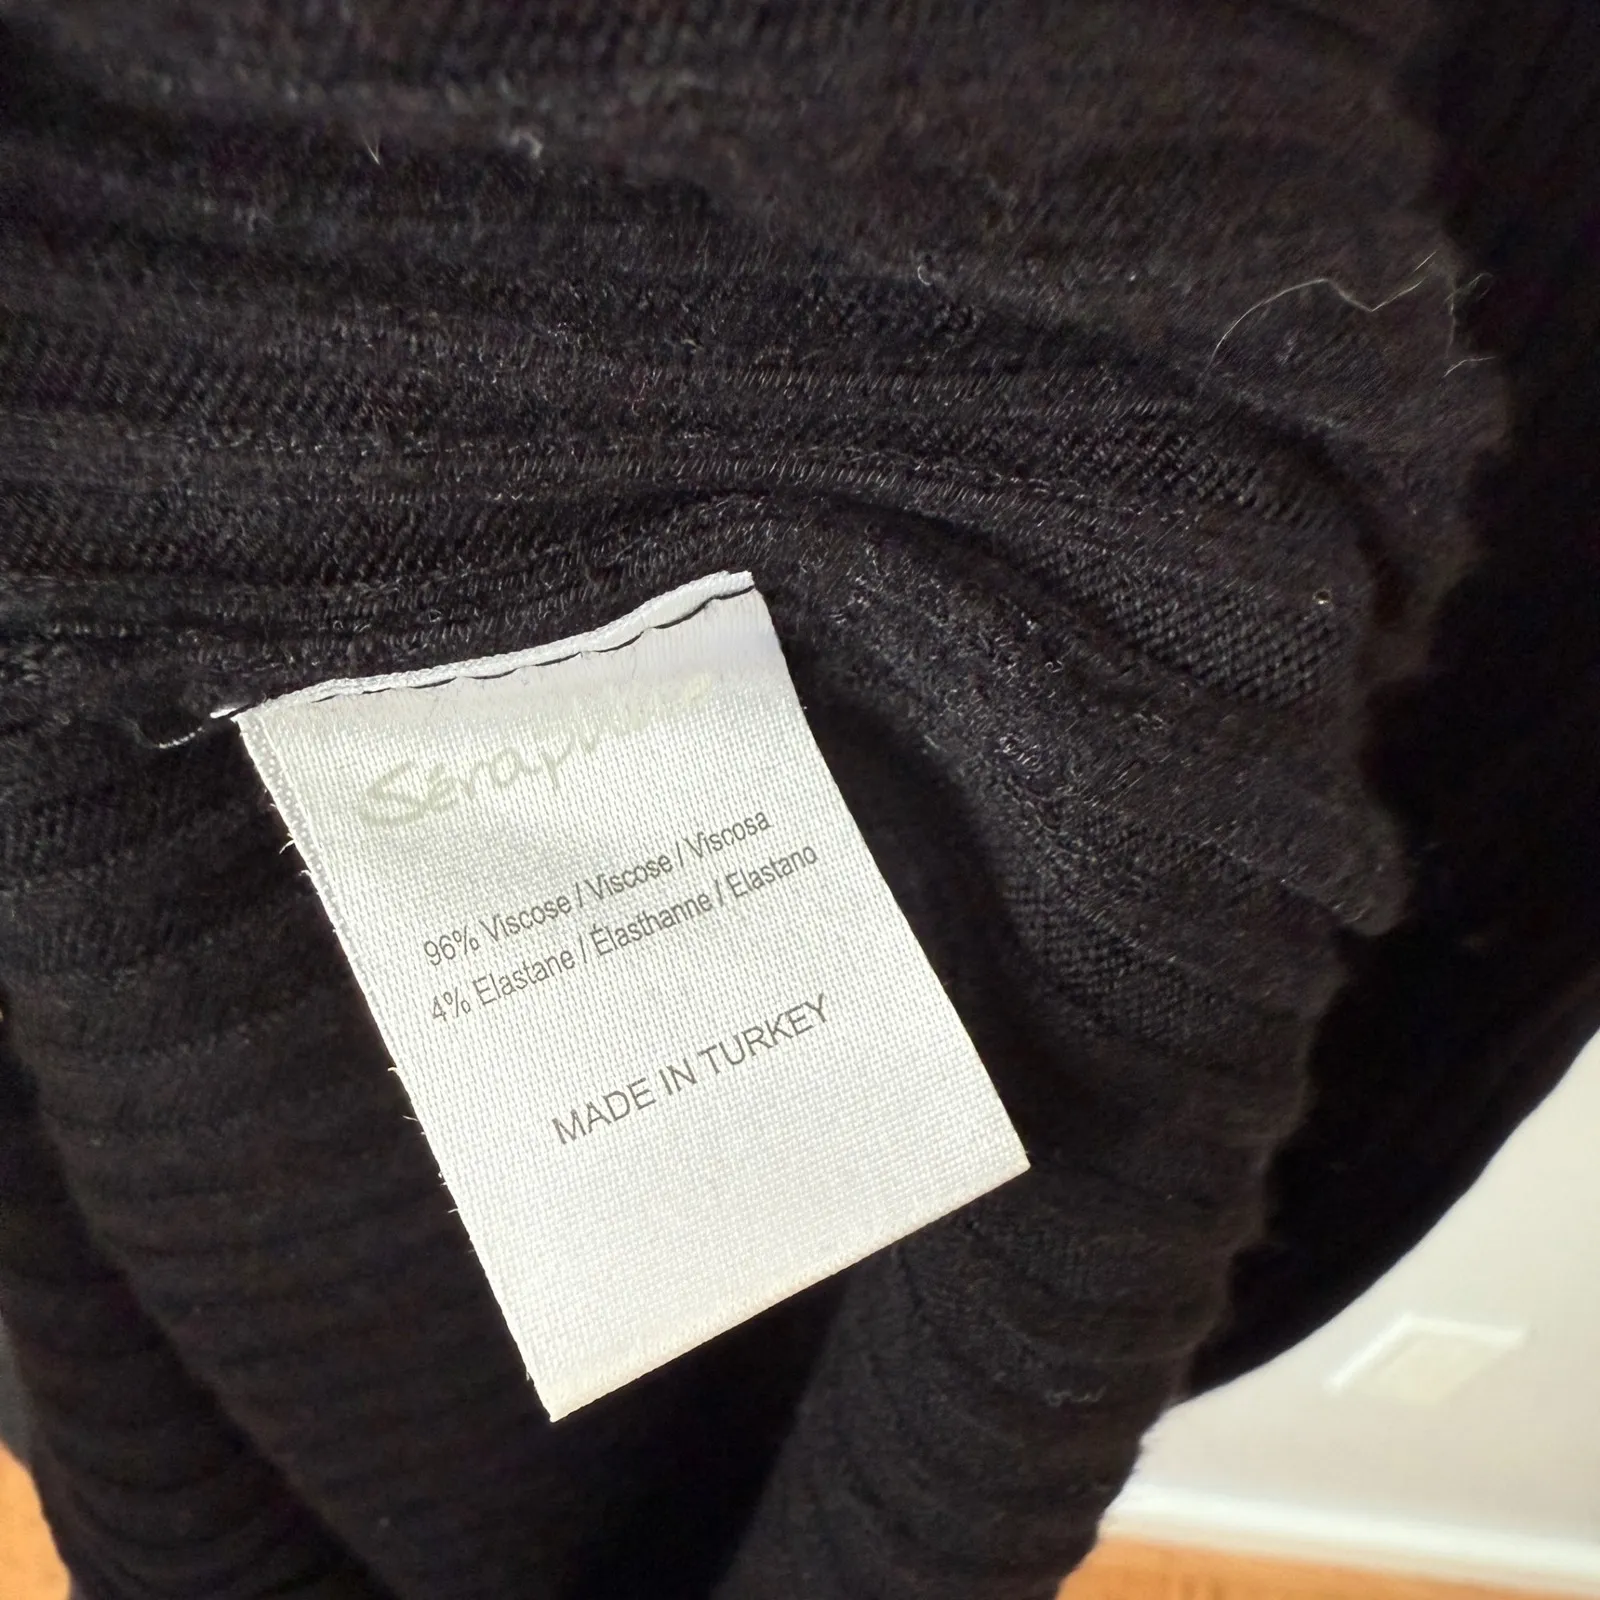 Séraphine
96% Viscose / Viscose / Viscosa
4% Elastane / Élasthanne / Elastano
MADE IN TURKEY